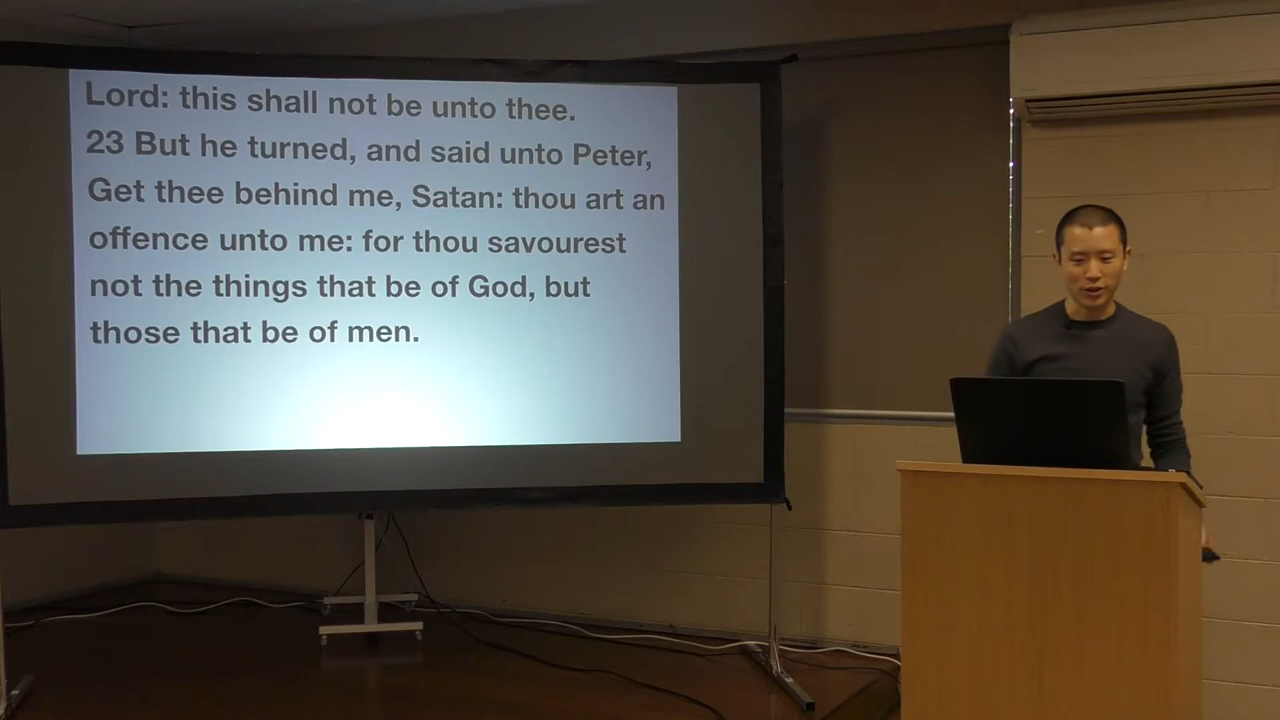 Lord: this shall not be unto thee.
23 But he turned, and said unto Peter,
Get thee behind me, Satan: thou art an
offence unto me: for thou savourest
not the things that be of God, but
those that be of men.